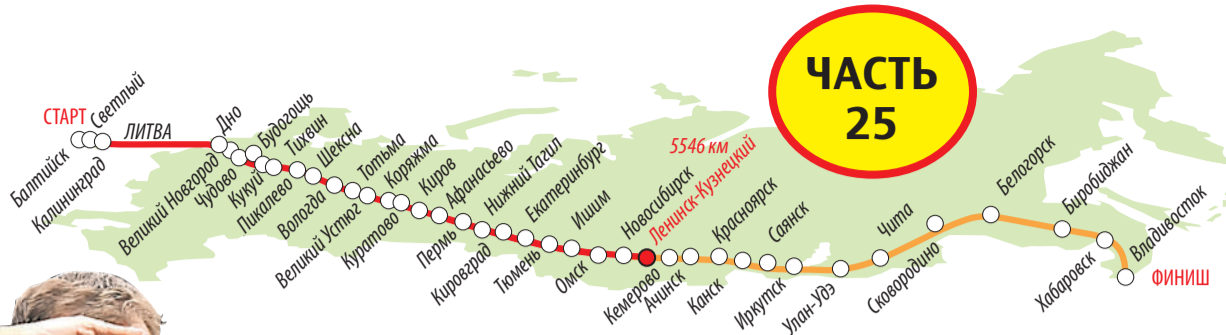 ЧАСТЬ
25
СТАРТ
Балтийск
Светлый
Калининград
ЛИТВА
Дно
Великий Новгород
Чудово
Будогощь
Кукуй
Тихвин
Пикалево
Шексна
Вологда
Тотьма
Великий Устюг
Коряжма
Куратово
Киров
Афанасьево
Пермь
Нижний Тагил
Кировград
Екатеринбург
Тюмень
Ишим
Омск
Новосибирск
5546 км
Ленинск-Кузнецкий
Кемерово
Ачинск
Красноярск
Канск
Саянск
Иркутск
Улан-Удэ
Чита
Сковородино
Белогорск
Биробиджан
Хабаровск
Владивосток
ФИНИШ